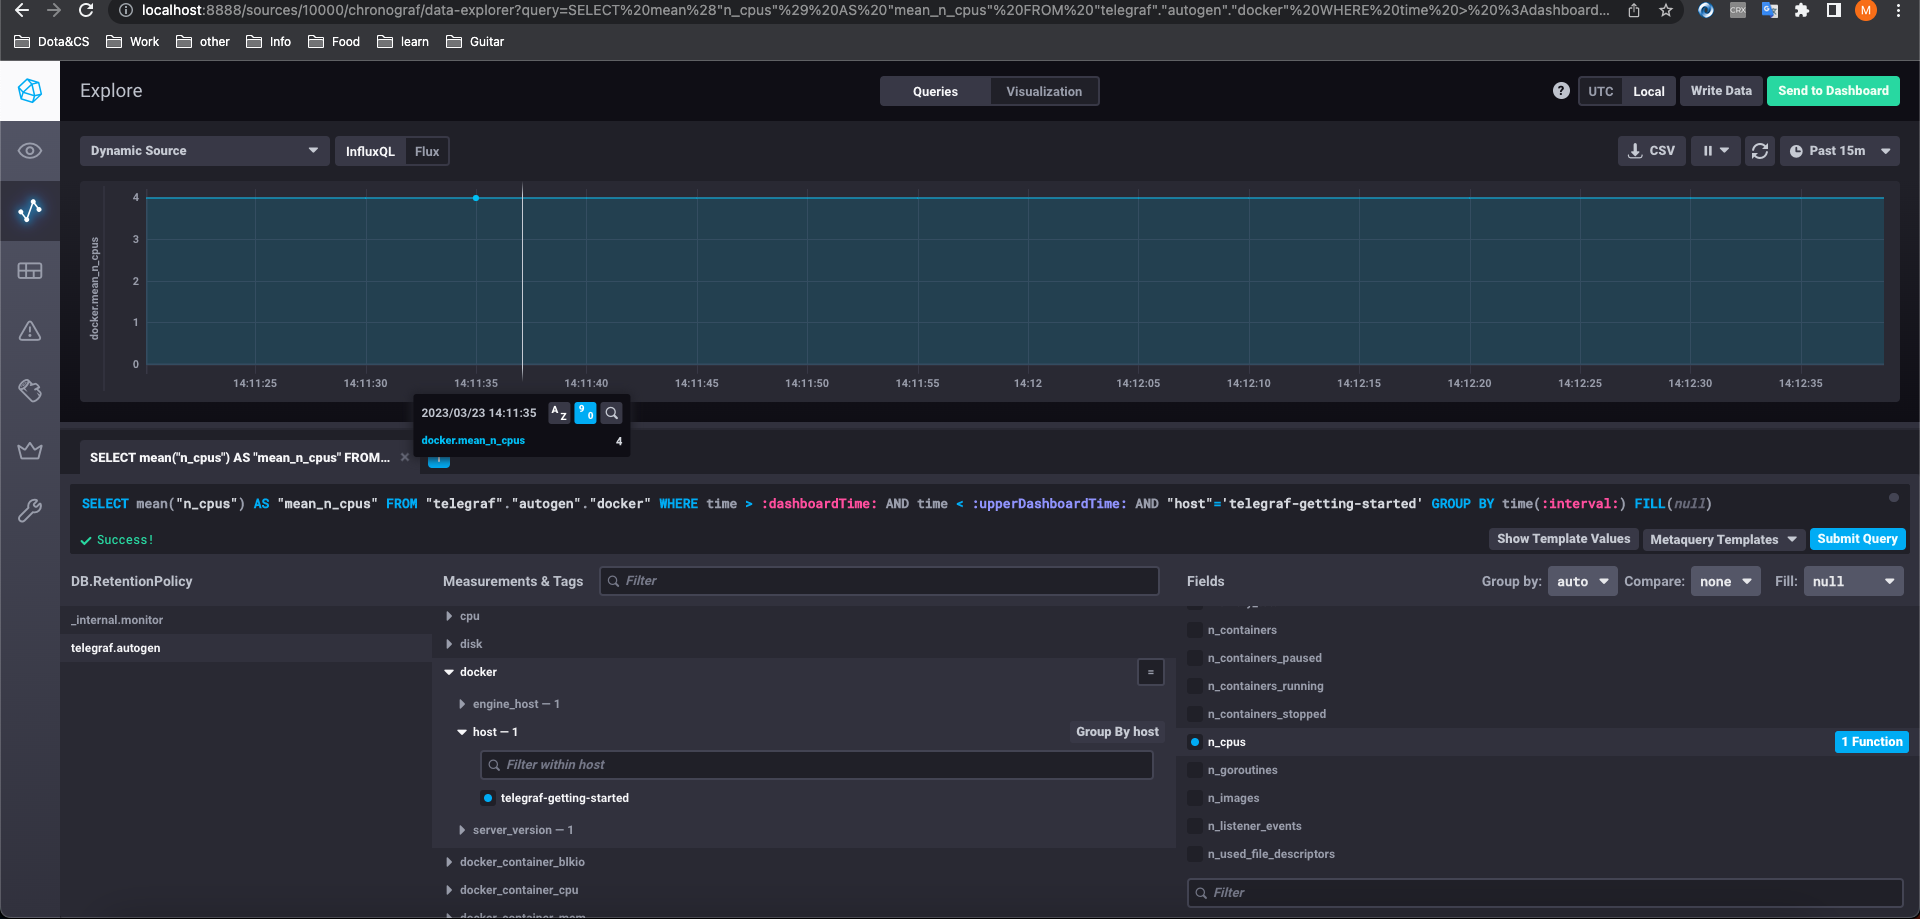 localhost:8888/sources/10000/chronograf/data-explorer?query=SELECT%20mean%28"n_cpus"%29%20AS%20"mean_n_cpus"%20FROM%20"telegraf"."autogen"."docker"%20WHERE%20time%20>%20%3Adashboard...
CRX
M
Dota&CS Work other Info Food learn Guitar
Explore
Queries Visualization
? UTC Local Write Data Send to Dashboard
Dynamic Source
InfluxQL Flux
CSV
Past 15m
docker.mean_n_cpus
4
3
2
1
0
14:11:25 14:11:30 14:11:35 14:11:40 14:11:45 14:11:50 14:11:55 14:12 14:12:05 14:12:10 14:12:15 14:12:20 14:12:25 14:12:30 14:12:35
2023/03/23 14:11:35 A Z 9 0
docker.mean_n_cpus 4
SELECT mean("n_cpus") AS "mean_n_cpus" FROM...
SELECT mean("n_cpus") AS "mean_n_cpus" FROM "telegraf"."autogen"."docker" WHERE time > :dashboardTime: AND time < :upperDashboardTime: AND "host"='telegraf-getting-started' GROUP BY time(:interval:) FILL(null)
Success!
Show Template Values Metaquery Templates Submit Query
DB.RetentionPolicy
_internal.monitor
telegraf.autogen
Measurements & Tags Filter
cpu
disk
docker =
engine_host — 1
host — 1 Group By host
Filter within host
telegraf-getting-started
server_version — 1
docker_container_blkio
docker_container_cpu
docker_container_mem
Fields Group by: auto Compare: none Fill: null
n_containers
n_containers_paused
n_containers_running
n_containers_stopped
n_cpus 1 Function
n_goroutines
n_images
n_listener_events
n_used_file_descriptors
Filter